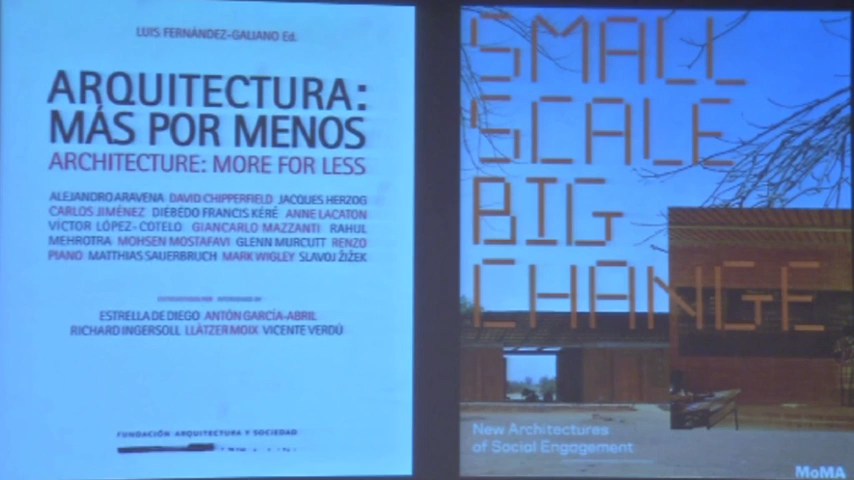 LUIS FERNÁNDEZ-GALIANO Ed.
ARQUITECTURA:
MÁS POR MENOS
ARCHITECTURE: MORE FOR LESS
ALEJANDRO ARAVENA DAVID CHIPPERFIELD JACQUES HERZOG
CARLOS JIMÉNEZ DIÉBÉDO FRANCIS KÉRÉ ANNE LACATON
VÍCTOR LÓPEZ-COTELO GIANCARLO MAZZANTI RAHUL
MEHROTRA MOHSEN MOSTAFAVI GLENN MURCUTT RENZO
PIANO MATTHIAS SAUERBRUCH MARK WIGLEY SLAVOJ ŽIŽEK
ESTRELLA DE DIEGO ANTÓN GARCÍA-ABRIL
RICHARD INGERSOLL LLÀTZER MOIX VICENTE VERDÚ
FUNDACIÓN ARQUITECTURA Y SOCIEDAD
SMALL
SCALE
BIG
CHANGE
New Architectures
of Social Engagement
MoMA